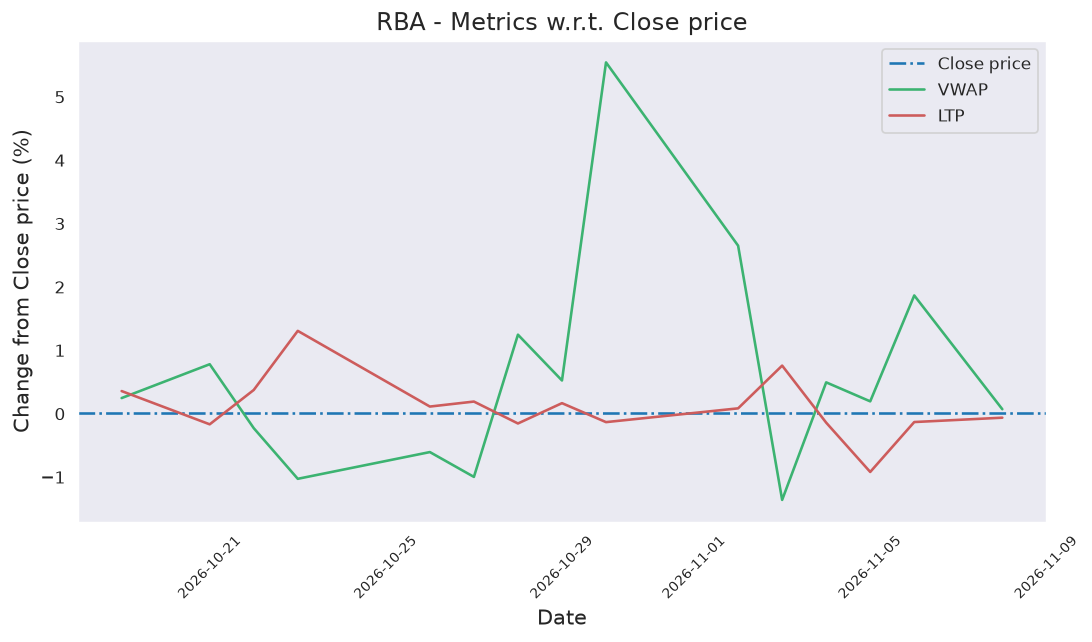 RBA - Metrics w.r.t. Close price
Close price
VWAP
LTP
Change from Close price (%)
5
4
3
2
1
0
−1
2026-10-21
2026-10-25
2026-10-29
2026-11-01
2026-11-05
2026-11-09
Date